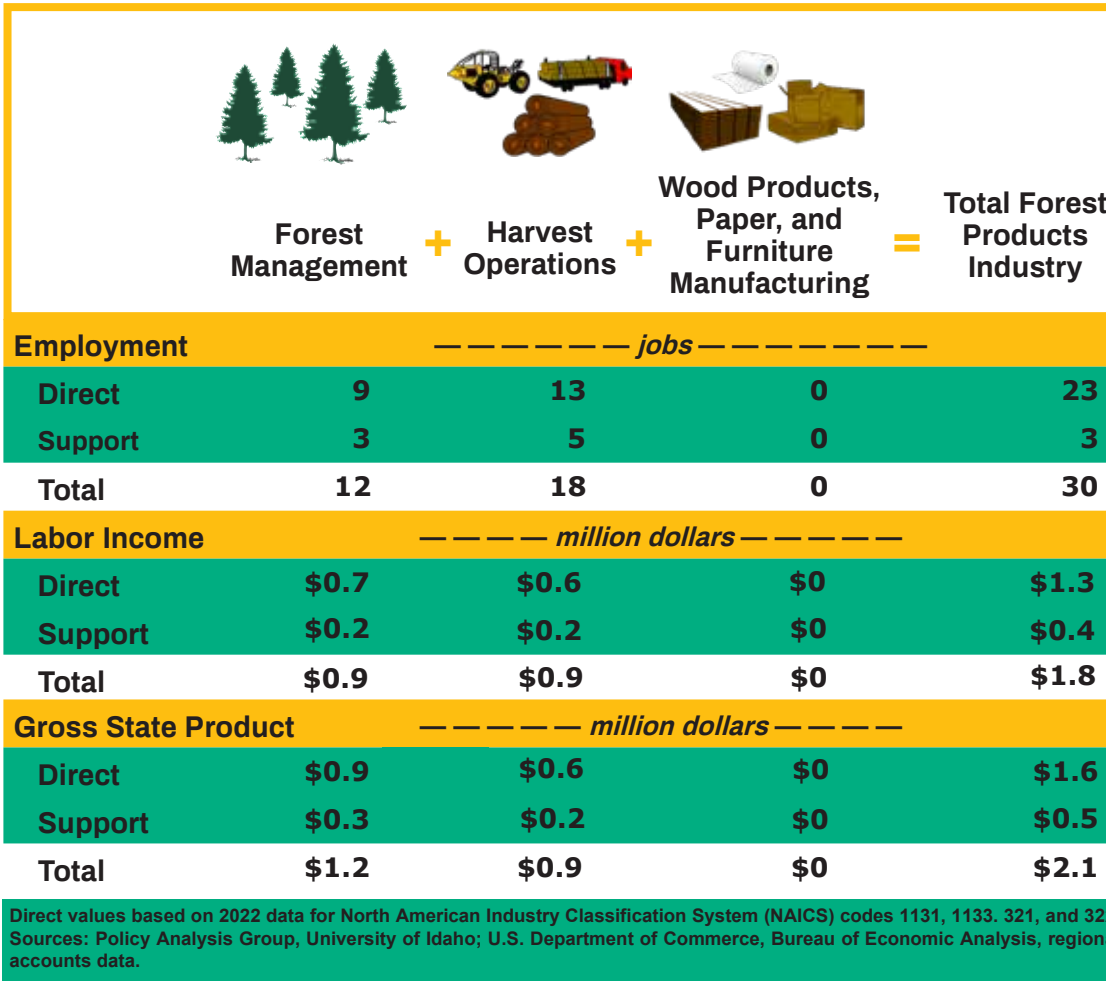 Forest
Management
+
Harvest
Operations
+
Wood Products,
Paper, and
Furniture
Manufacturing
=
Total Forest
Products
Industry
Employment — — — — — — jobs — — — — — — —
Direct 9 13 0 23
Support 3 5 0 3
Total 12 18 0 30
Labor Income — — — — million dollars — — — — —
Direct $0.7 $0.6 $0 $1.3
Support $0.2 $0.2 $0 $0.4
Total $0.9 $0.9 $0 $1.8
Gross State Product — — — — — million dollars — — — —
Direct $0.9 $0.6 $0 $1.6
Support $0.3 $0.2 $0 $0.5
Total $1.2 $0.9 $0 $2.1
Direct values based on 2022 data for North American Industry Classification System (NAICS) codes 1131, 1133. 321, and 32
Sources: Policy Analysis Group, University of Idaho; U.S. Department of Commerce, Bureau of Economic Analysis, region
accounts data.